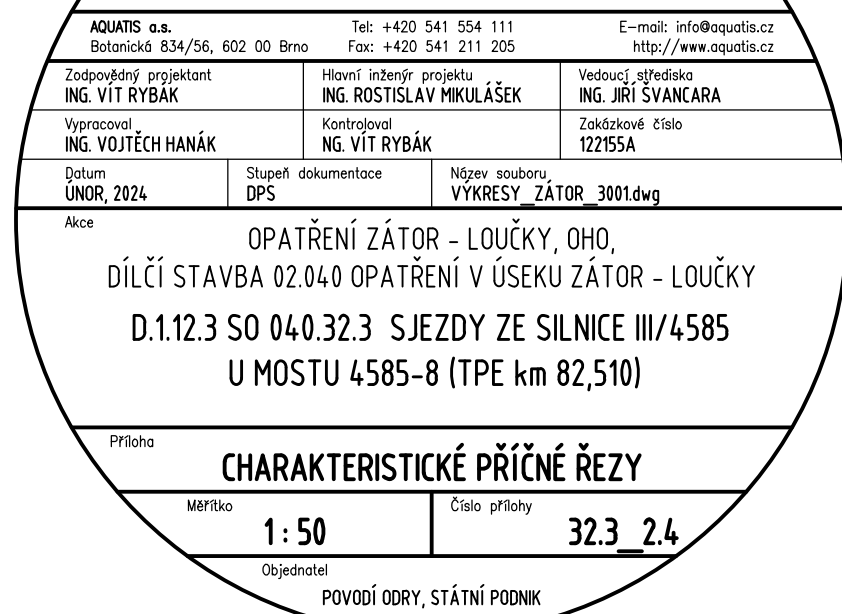 AQUATIS a.s. Tel: +420 541 554 111 E-mail: info@aquatis.cz
Botanická 834/56, 602 00 Brno Fax: +420 541 211 205 http://www.aquatis.cz
Zodpovědný projektant Hlavní inženýr projektu Vedoucí střediska
ING. VÍT RYBÁK ING. ROSTISLAV MIKULÁŠEK ING. JIŘÍ ŠVANCARA
Vypracoval Kontroloval Zakázkové číslo
ING. VOJTĚCH HANÁK NG. VÍT RYBÁK 122155A
Datum Stupeň dokumentace Název souboru
ÚNOR, 2024 DPS VÝKRESY_ZÁTOR_3001.dwg
Akce
OPATŘENÍ ZÁTOR - LOUČKY, OHO,
DÍLČÍ STAVBA 02.040 OPATŘENÍ V ÚSEKU ZÁTOR - LOUČKY
D.1.12.3 SO 040.32.3 SJEZDY ZE SILNICE III/4585
U MOSTU 4585-8 (TPE km 82,510)
Příloha
CHARAKTERISTICKÉ PŘÍČNÉ ŘEZY
Měřítko Číslo přílohy
1 : 50 32.3_2.4
Objednatel
POVODÍ ODRY, STÁTNÍ PODNIK